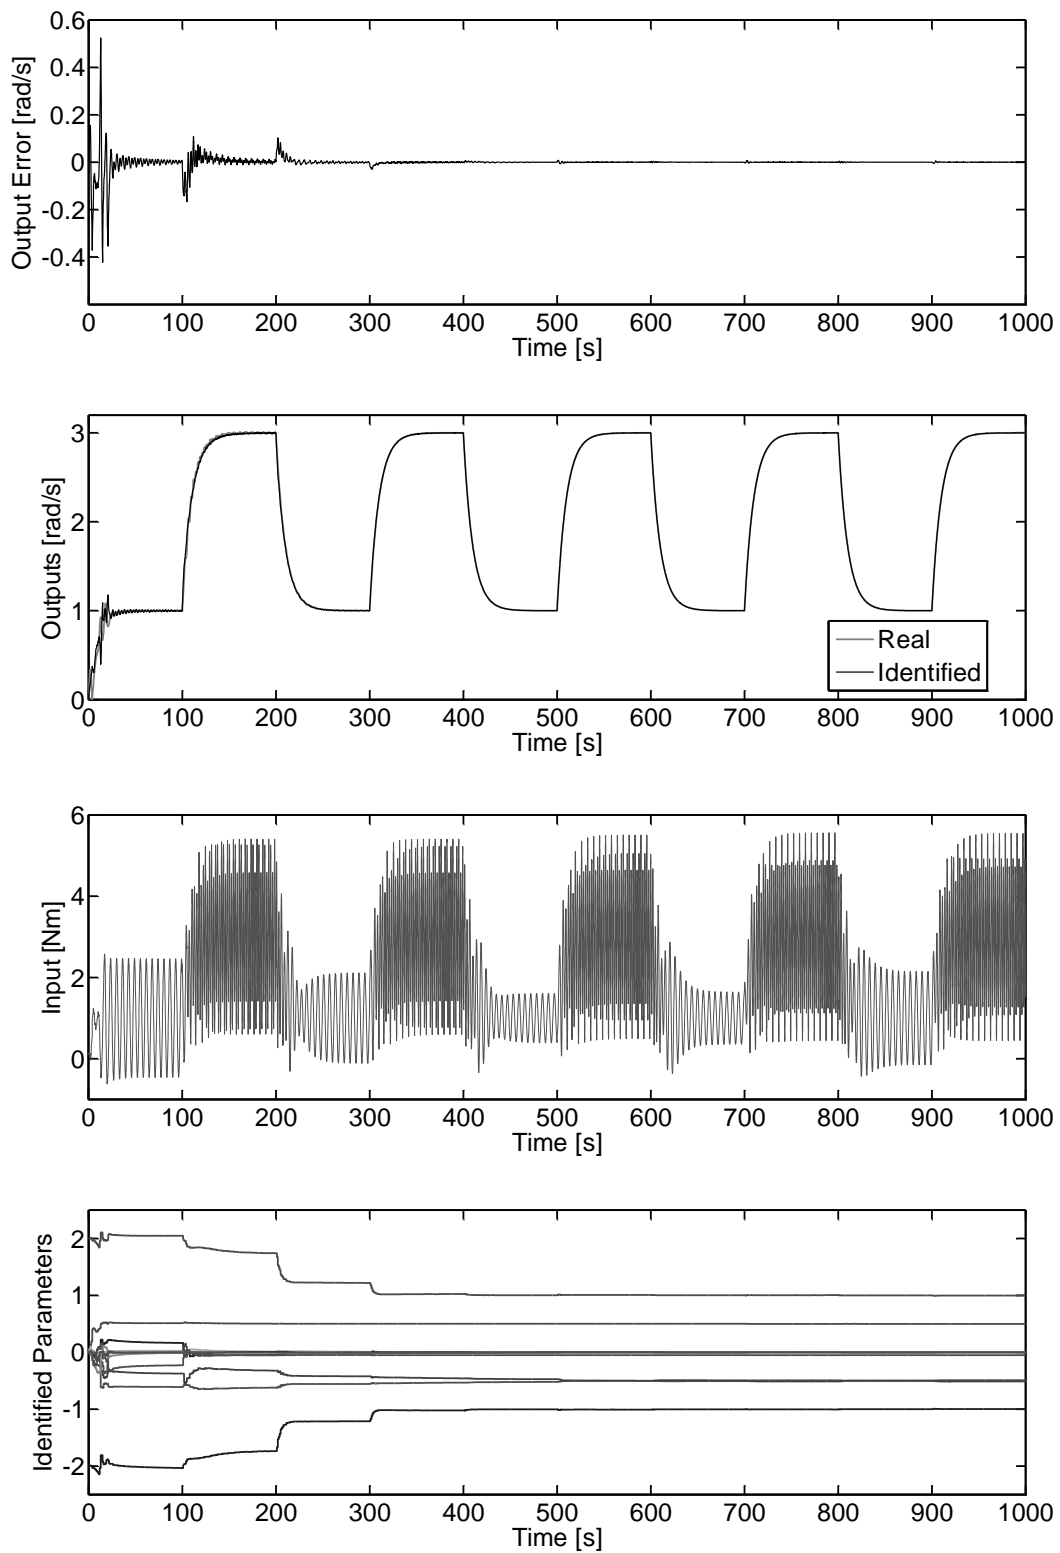 Output Error [rad/s]
0.6
0.4
0.2
0
-0.2
-0.4
0 100 200 300 400 500 600 700 800 900 1000
Time [s]
Outputs [rad/s]
3
2
1
0
Real
Identified
0 100 200 300 400 500 600 700 800 900 1000
Time [s]
Input [Nm]
6
4
2
0
0 100 200 300 400 500 600 700 800 900 1000
Time [s]
Identified Parameters
2
1
0
-1
-2
0 100 200 300 400 500 600 700 800 900 1000
Time [s]